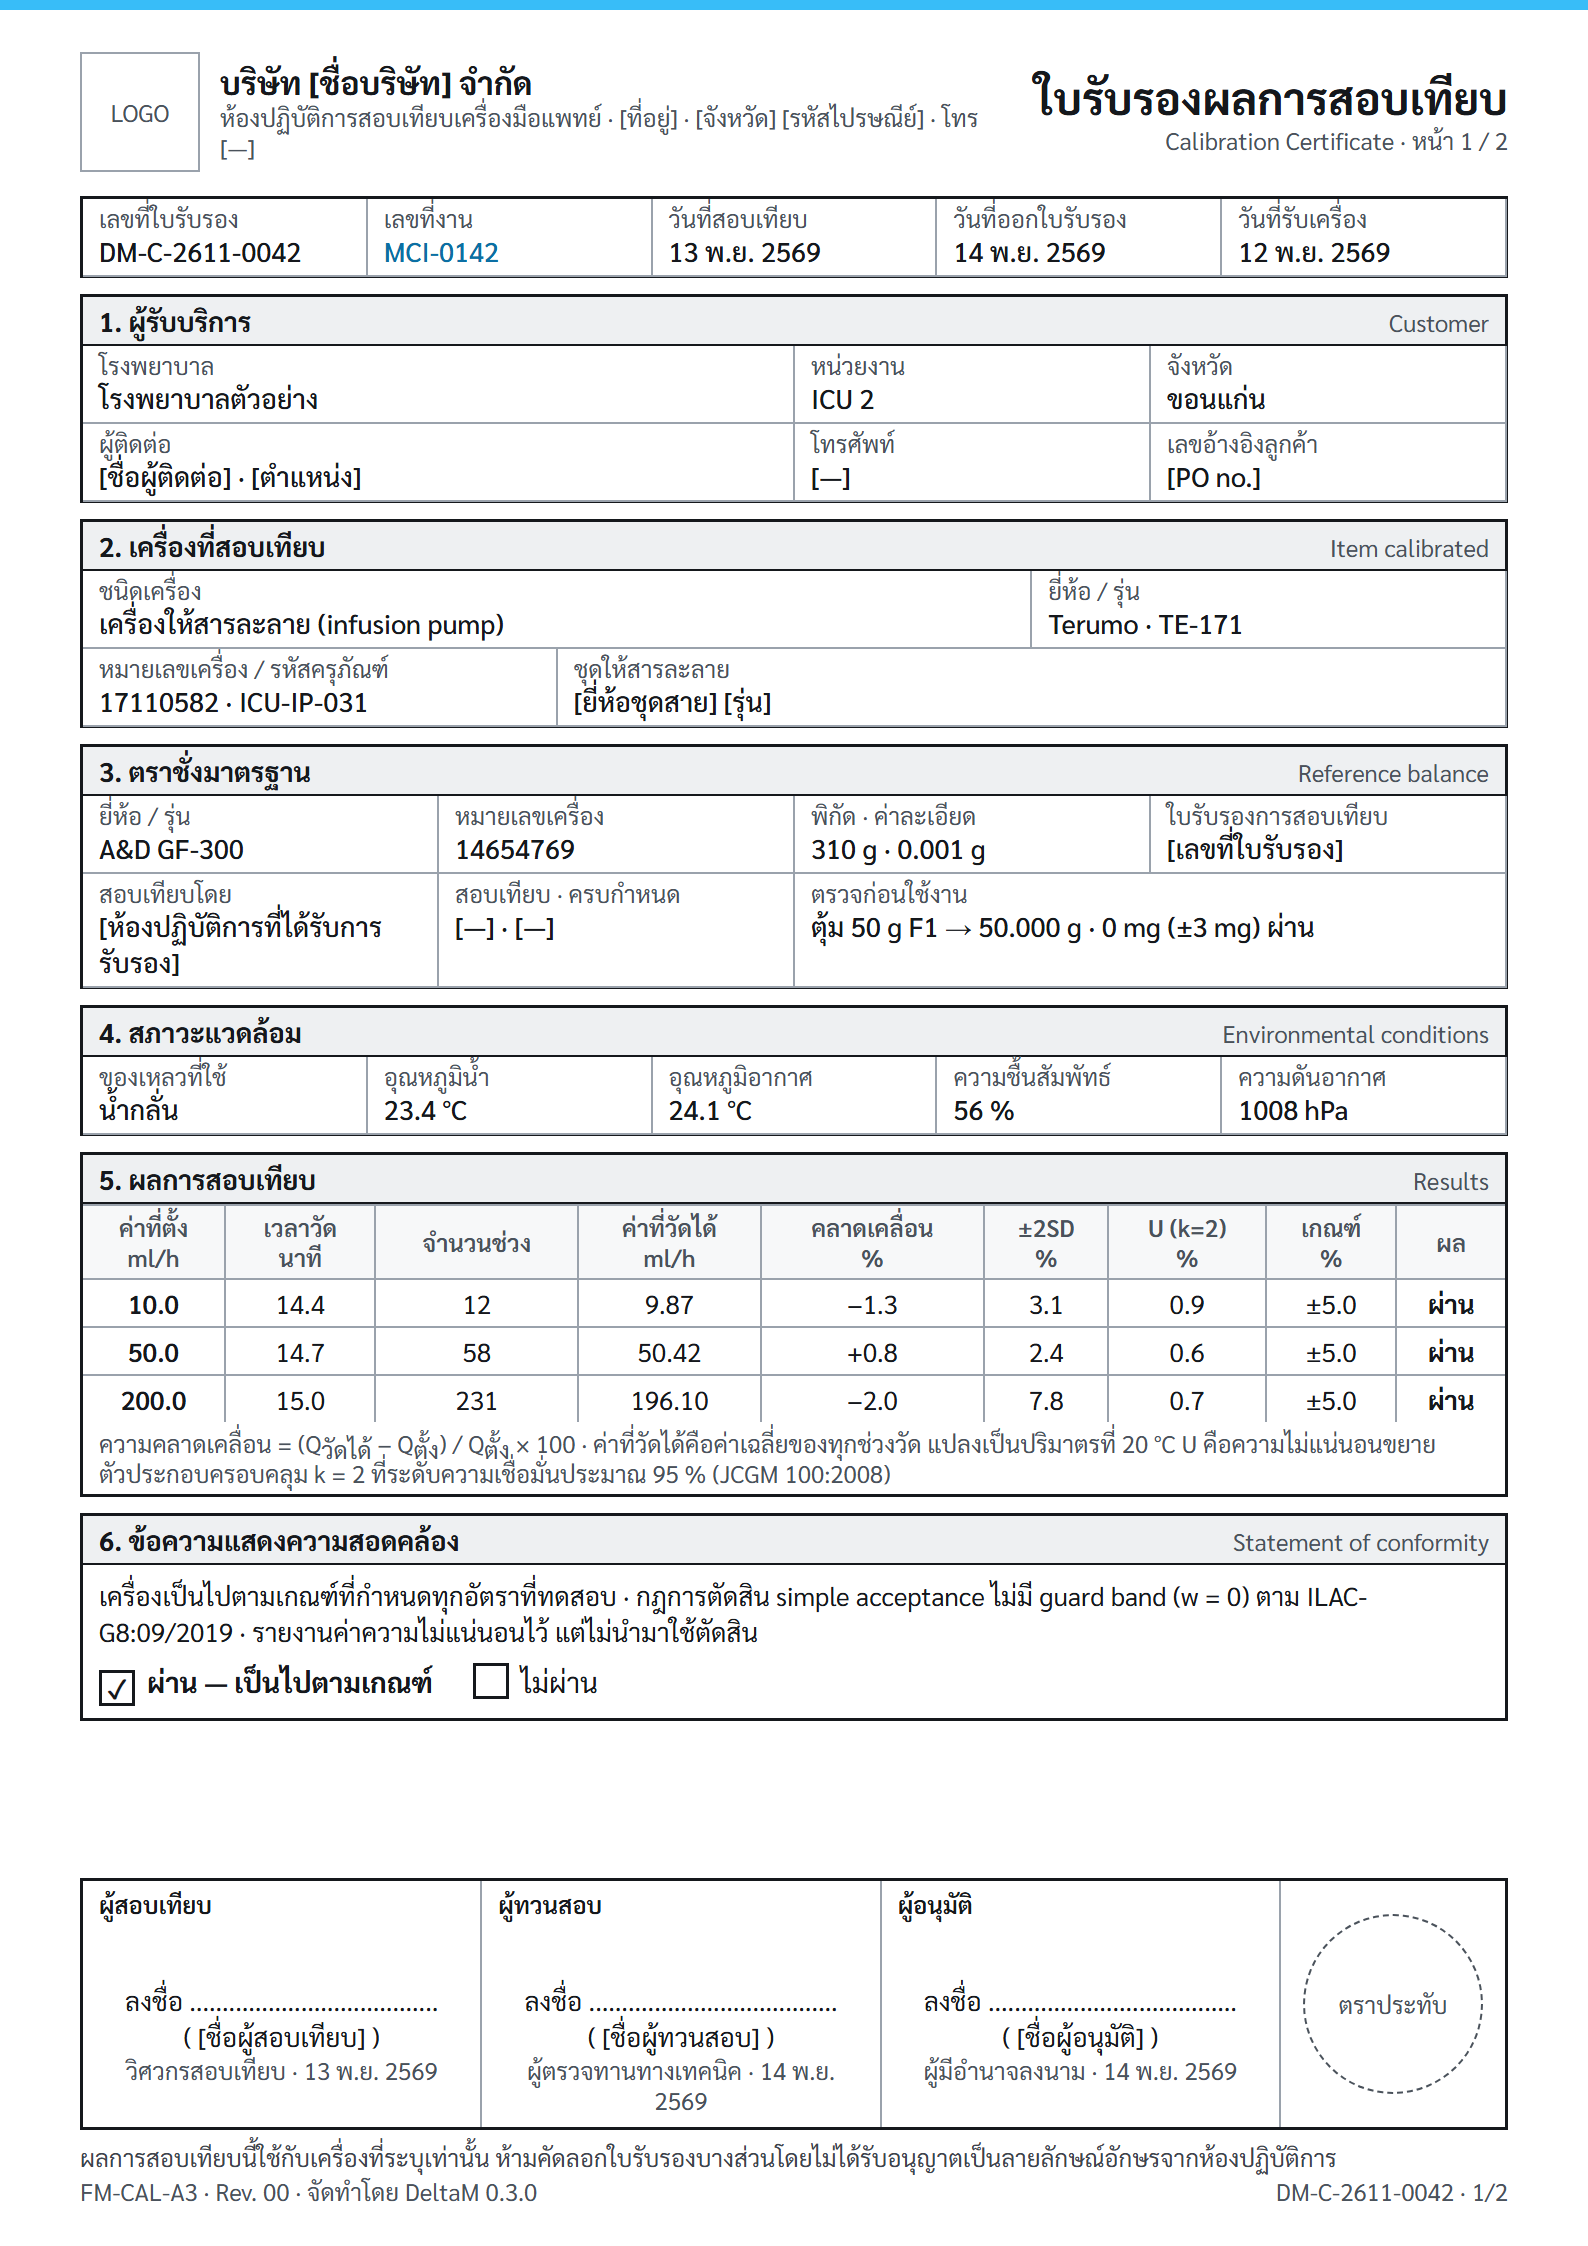 LOGO
บริษัท [ชื่อบริษัท] จำกัด
ห้องปฏิบัติการสอบเทียบเครื่องมือแพทย์ · [ที่อยู่] · [จังหวัด] [รหัสไปรษณีย์] · โทร
[—]
ใบรับรองผลการสอบเทียบ
Calibration Certificate · หน้า 1 / 2
เลขที่ใบรับรอง
DM-C-2611-0042
เลขที่งาน
MCI-0142
วันที่สอบเทียบ
13 พ.ย. 2569
วันที่ออกใบรับรอง
14 พ.ย. 2569
วันที่รับเครื่อง
12 พ.ย. 2569
1. ผู้รับบริการ
Customer
โรงพยาบาล
โรงพยาบาลตัวอย่าง
หน่วยงาน
ICU 2
จังหวัด
ขอนแก่น
ผู้ติดต่อ
[ชื่อผู้ติดต่อ] · [ตำแหน่ง]
โทรศัพท์
[—]
เลขอ้างอิงลูกค้า
[PO no.]
2. เครื่องที่สอบเทียบ
Item calibrated
ชนิดเครื่อง
เครื่องให้สารละลาย (infusion pump)
ยี่ห้อ / รุ่น
Terumo · TE-171
หมายเลขเครื่อง / รหัสครุภัณฑ์
17110582 · ICU-IP-031
ชุดให้สารละลาย
[ยี่ห้อชุดสาย] [รุ่น]
3. ตราชั่งมาตรฐาน
Reference balance
ยี่ห้อ / รุ่น
A&D GF-300
หมายเลขเครื่อง
14654769
พิกัด · ค่าละเอียด
310 g · 0.001 g
ใบรับรองการสอบเทียบ
[เลขที่ใบรับรอง]
สอบเทียบโดย
[ห้องปฏิบัติการที่ได้รับการ
รับรอง]
สอบเทียบ · ครบกำหนด
[—] · [—]
ตรวจก่อนใช้งาน
ตุ้ม 50 g F1 → 50.000 g · 0 mg (±3 mg) ผ่าน
4. สภาวะแวดล้อม
Environmental conditions
ของเหลวที่ใช้
น้ำกลั่น
อุณหภูมิน้ำ
23.4 °C
อุณหภูมิอากาศ
24.1 °C
ความชื้นสัมพัทธ์
56 %
ความดันอากาศ
1008 hPa
5. ผลการสอบเทียบ
Results
ค่าที่ตั้ง ml/h เวลาวัด นาที จำนวนช่วง ค่าที่วัดได้ ml/h คลาดเคลื่อน % ±2SD % U (k=2) % เกณฑ์ % ผล
10.0 14.4 12 9.87 −1.3 3.1 0.9 ±5.0 ผ่าน
50.0 14.7 58 50.42 +0.8 2.4 0.6 ±5.0 ผ่าน
200.0 15.0 231 196.10 −2.0 7.8 0.7 ±5.0 ผ่าน
ความคลาดเคลื่อน = (Qวัดได้ − Qตั้ง) / Qตั้ง × 100 · ค่าที่วัดได้คือค่าเฉลี่ยของทุกช่วงวัด แปลงเป็นปริมาตรที่ 20 °C U คือความไม่แน่นอนขยาย
ตัวประกอบครอบคลุม k = 2 ที่ระดับความเชื่อมั่นประมาณ 95 % (JCGM 100:2008)
6. ข้อความแสดงความสอดคล้อง
Statement of conformity
เครื่องเป็นไปตามเกณฑ์ที่กำหนดทุกอัตราที่ทดสอบ · กฎการตัดสิน simple acceptance ไม่มี guard band (w = 0) ตาม ILAC-
G8:09/2019 · รายงานค่าความไม่แน่นอนไว้ แต่ไม่นำมาใช้ตัดสิน
✓ ผ่าน — เป็นไปตามเกณฑ์ ไม่ผ่าน
ผู้สอบเทียบ
ลงชื่อ ......................................
( [ชื่อผู้สอบเทียบ] )
วิศวกรสอบเทียบ · 13 พ.ย. 2569
ผู้ทวนสอบ
ลงชื่อ ......................................
( [ชื่อผู้ทวนสอบ] )
ผู้ตรวจทานทางเทคนิค · 14 พ.ย.
2569
ผู้อนุมัติ
ลงชื่อ ......................................
( [ชื่อผู้อนุมัติ] )
ผู้มีอำนาจลงนาม · 14 พ.ย. 2569
ตราประทับ
ผลการสอบเทียบนี้ใช้กับเครื่องที่ระบุเท่านั้น ห้ามคัดลอกใบรับรองบางส่วนโดยไม่ได้รับอนุญาตเป็นลายลักษณ์อักษรจากห้องปฏิบัติการ
FM-CAL-A3 · Rev. 00 · จัดทำโดย DeltaM 0.3.0
DM-C-2611-0042 · 1/2